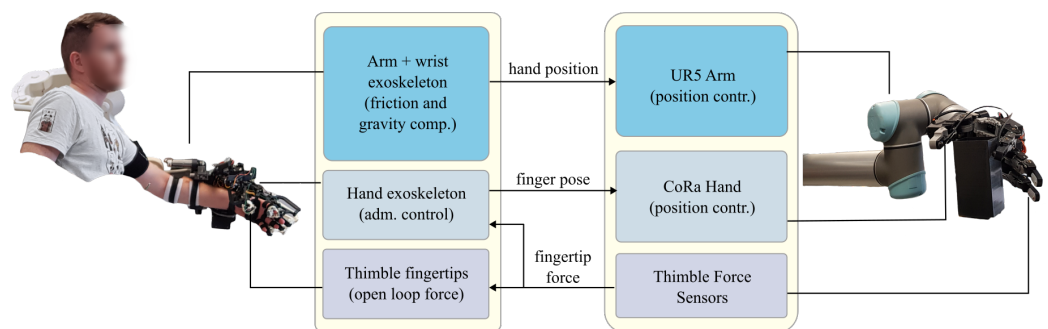 Arm + wrist
exoskeleton
(friction and
gravity comp.)
hand position
UR5 Arm
(position contr.)
Hand exoskeleton
(adm. control)
finger pose
CoRa Hand
(position contr.)
Thimble fingertips
(open loop force)
fingertip
force
Thimble Force
Sensors